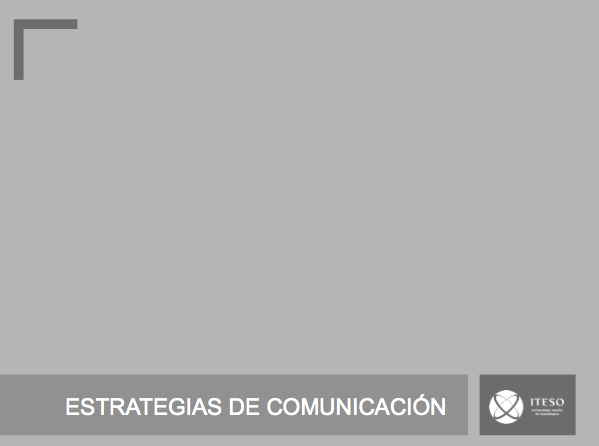 ESTRATEGIAS DE COMUNICACIÓN
ITESO